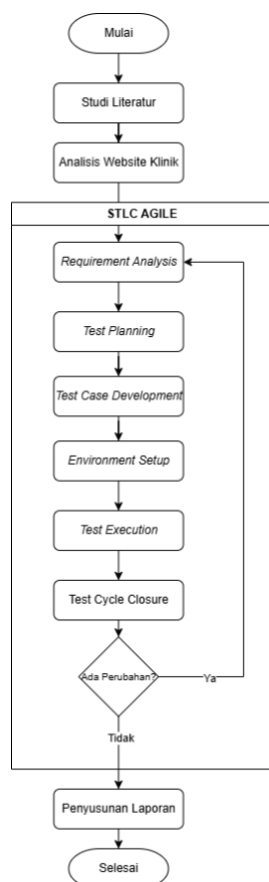 Mulai
Studi Literatur
Analisis Website Klinik
STLC AGILE
Requirement Analysis
Test Planning
Test Case Development
Environment Setup
Test Execution
Test Cycle Closure
Ada Perubahan?
Ya
Tidak
Penyusunan Laporan
Selesai